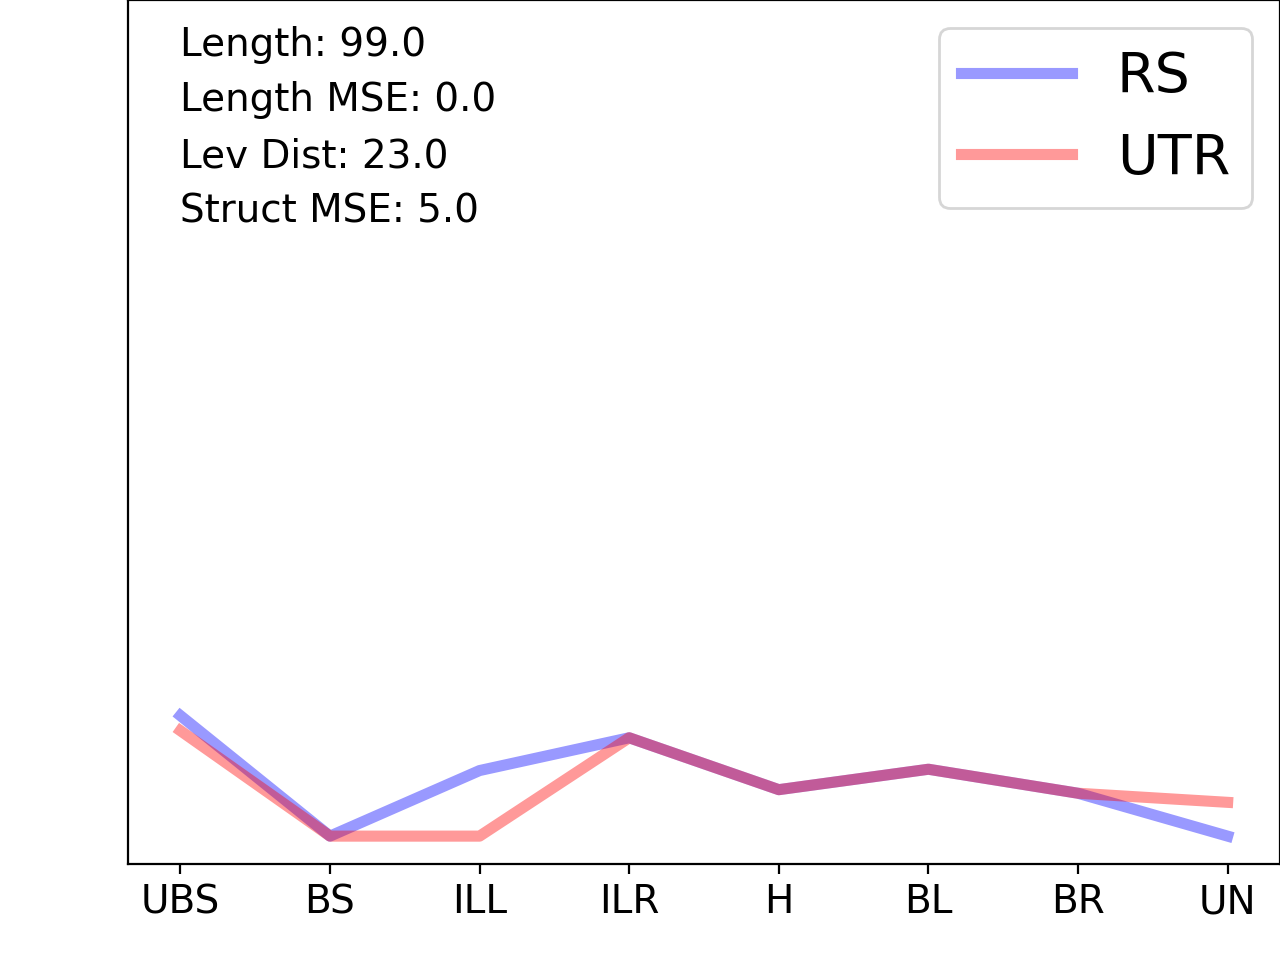 Length: 99.0
Length MSE: 0.0
Lev Dist: 23.0
Struct MSE: 5.0
RS
UTR
UBS BS ILL ILR H BL BR UN